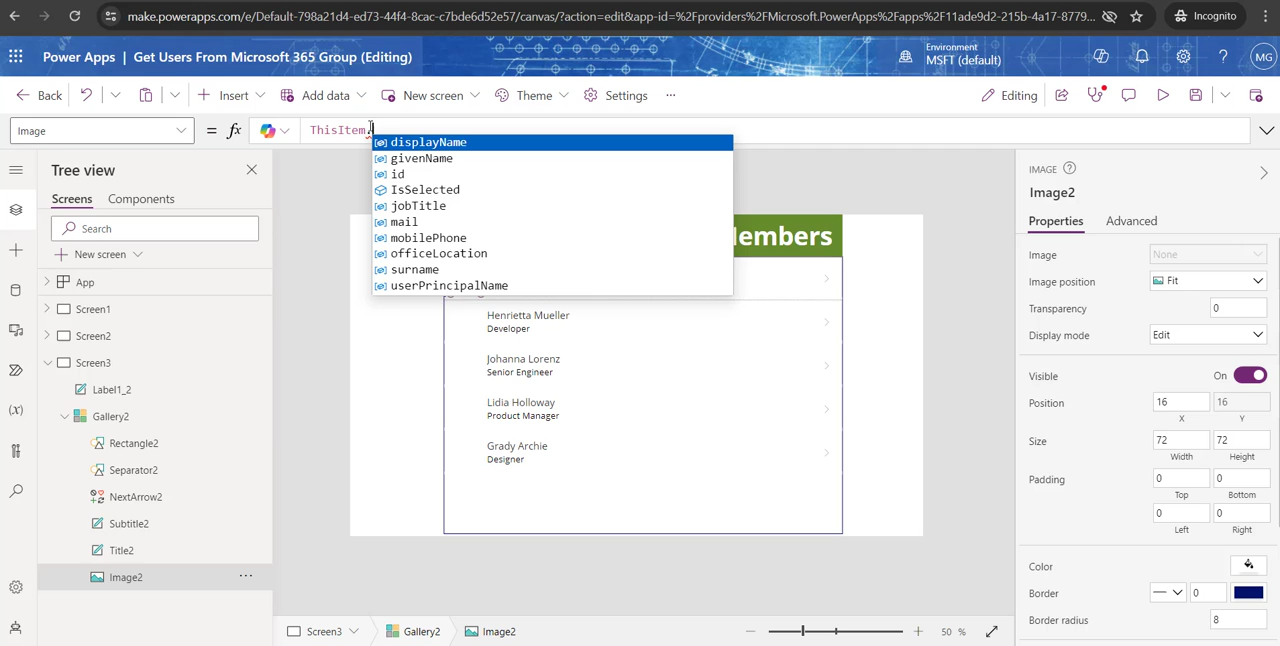 make.powerapps.com/e/Default-798a21d4-ed73-44f4-8cac-c7bde6d52e57/canvas/?action=edit&app-id=%2Fproviders%2FMicrosoft.PowerApps%2Fapps%2F11ade9d2-215b-4a17-8779... Incognito
Power Apps | Get Users From Microsoft 365 Group (Editing)
Environment
MSFT (default)
?
MG
Back
Insert
Add data
New screen
Theme
Settings
...
Editing
Image
= fx
ThisItem.
displayName
givenName
id
IsSelected
jobTitle
mail
mobilePhone
officeLocation
surname
userPrincipalName
Tree view
Screens
Components
Search
New screen
App
Screen1
Screen2
Screen3
Label1_2
Gallery2
Rectangle2
Separator2
NextArrow2
Subtitle2
Title2
Image2
...
Members
Henrietta Mueller
Developer
Johanna Lorenz
Senior Engineer
Lidia Holloway
Product Manager
Grady Archie
Designer
Screen3
Gallery2
Image2
50 %
IMAGE
Image2
Properties
Advanced
Image None
Image position Fit
Transparency 0
Display mode Edit
Visible On
Position 16 16
X Y
Size 72 72
Width Height
Padding 0 0
Top Bottom
0 0
Left Right
Color
Border 0
Border radius 8